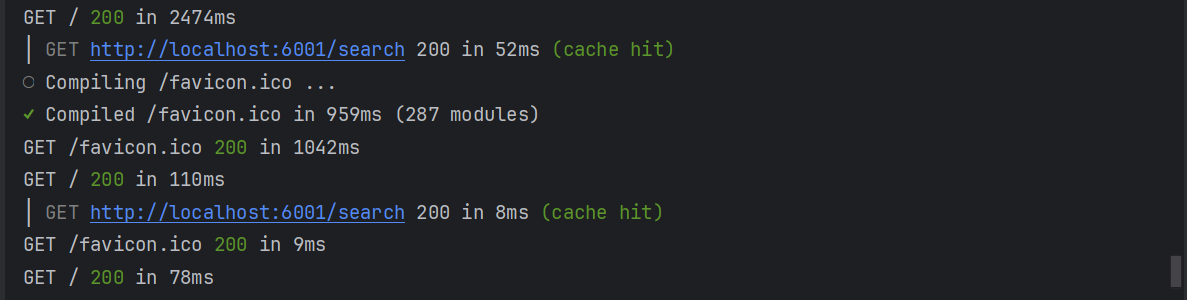 GET / 200 in 2474ms
│ GET http://localhost:6001/search 200 in 52ms (cache hit)
○ Compiling /favicon.ico ...
✓ Compiled /favicon.ico in 959ms (287 modules)
GET /favicon.ico 200 in 1042ms
GET / 200 in 110ms
│ GET http://localhost:6001/search 200 in 8ms (cache hit)
GET /favicon.ico 200 in 9ms
GET / 200 in 78ms